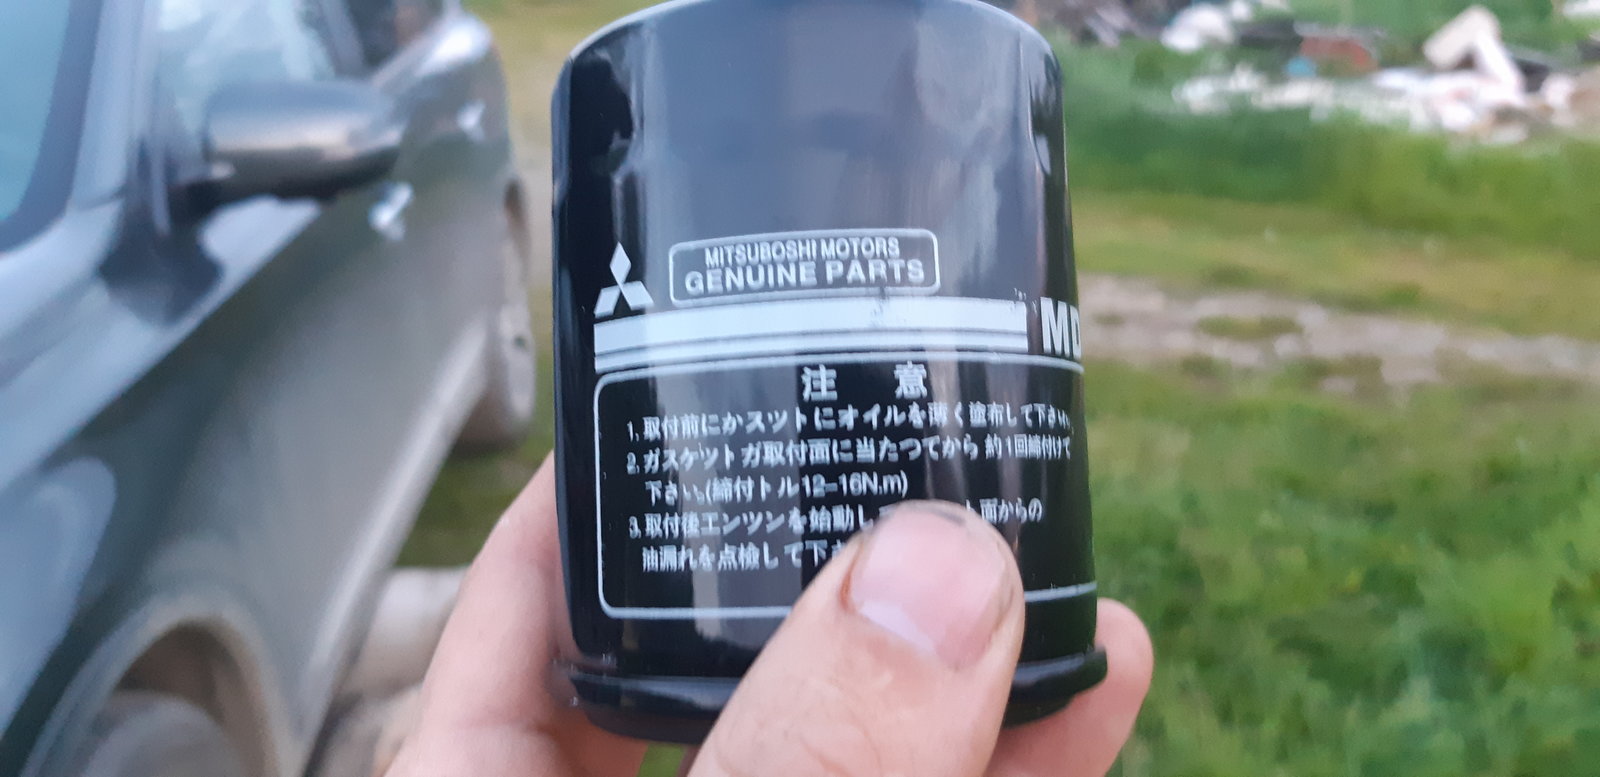 MITSUBOSHI MOTORS
GENUINE PARTS
MD
注 意
1. 取付前にかスツトにオイルを薄く塗布して下さい。
2. ガスケツトガ取付面に当たつてから 約1回締付けて
下さい。(締付トル12-16N.m)
3. 取付後エンツンを始動し ト面からの
油漏れを点検して下さ